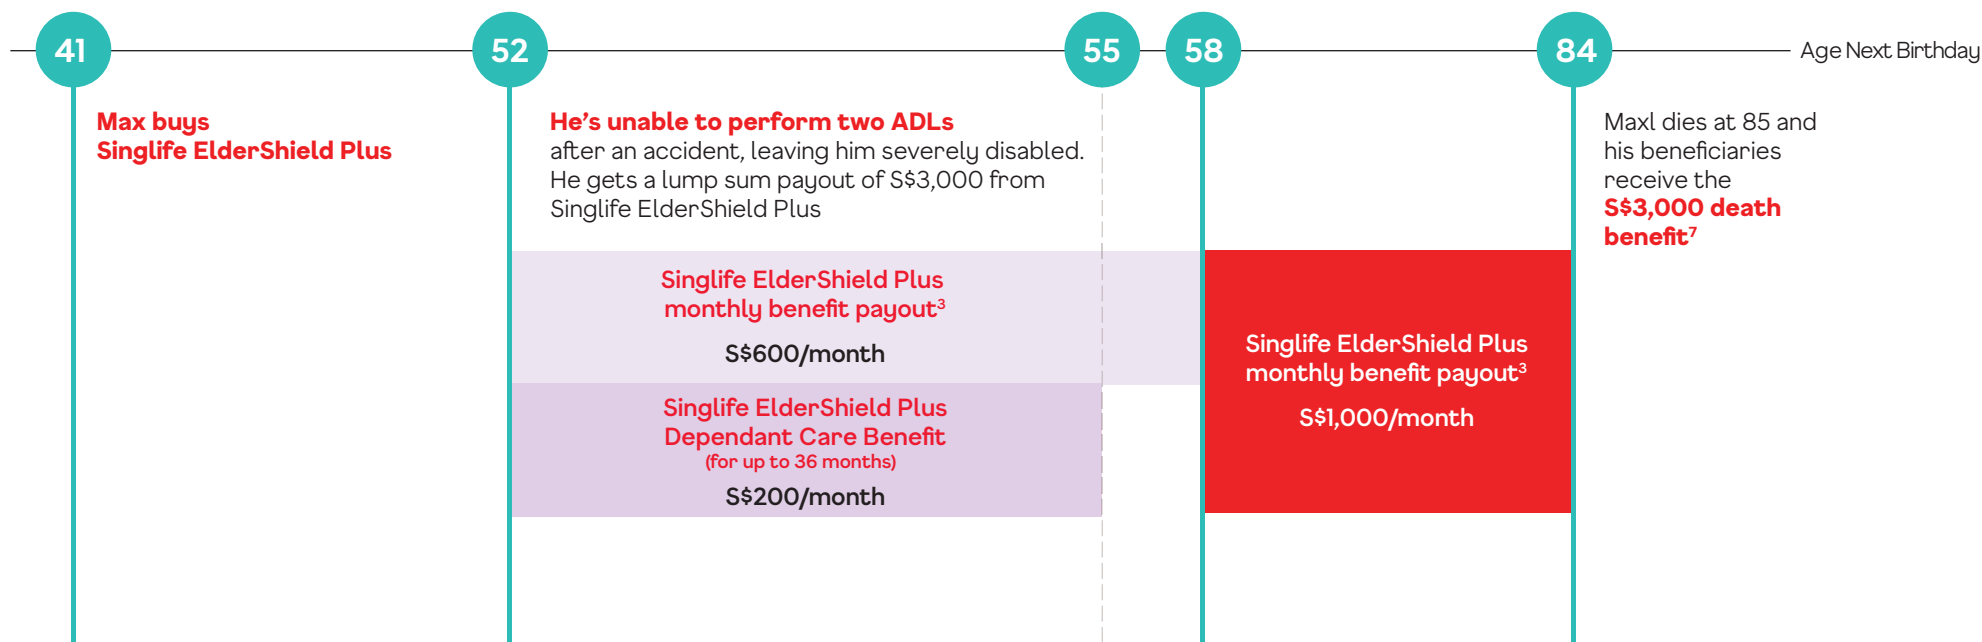 41
52
55
58
84
Age Next Birthday
Max buys
Singlife ElderShield Plus
He's unable to perform two ADLs
after an accident, leaving him severely disabled.
He gets a lump sum payout of S$3,000 from
Singlife ElderShield Plus
Maxl dies at 85 and
his beneficiaries
receive the
S$3,000 death
benefit⁷
Singlife ElderShield Plus
monthly benefit payout³
S$600/month
Singlife ElderShield Plus
Dependant Care Benefit
(for up to 36 months)
S$200/month
Singlife ElderShield Plus
monthly benefit payout³
S$1,000/month